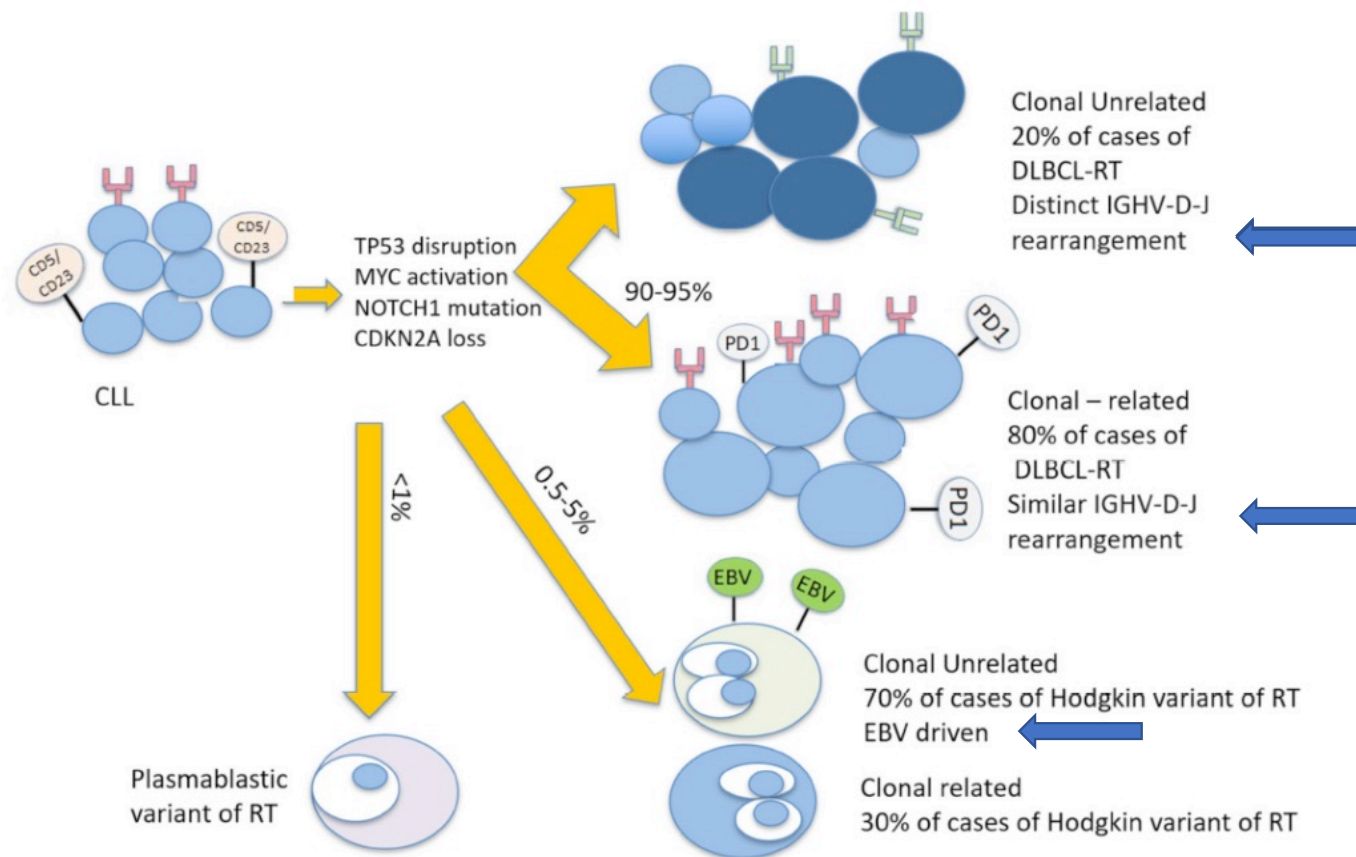 Clonal Unrelated
20% of cases of
DLBCL-RT
Distinct IGHV-D-J
rearrangement
CD5/
CD23
CD5/
CD23
CLL
TP53 disruption
MYC activation
NOTCH1 mutation
CDKN2A loss
90-95%
PD1
PD1
PD1
Clonal – related
80% of cases of
DLBCL-RT
Similar IGHV-D-J
rearrangement
<1%
0.5-5%
EBV
EBV
Clonal Unrelated
70% of cases of Hodgkin variant of RT
EBV driven
Plasmablastic
variant of RT
Clonal related
30% of cases of Hodgkin variant of RT